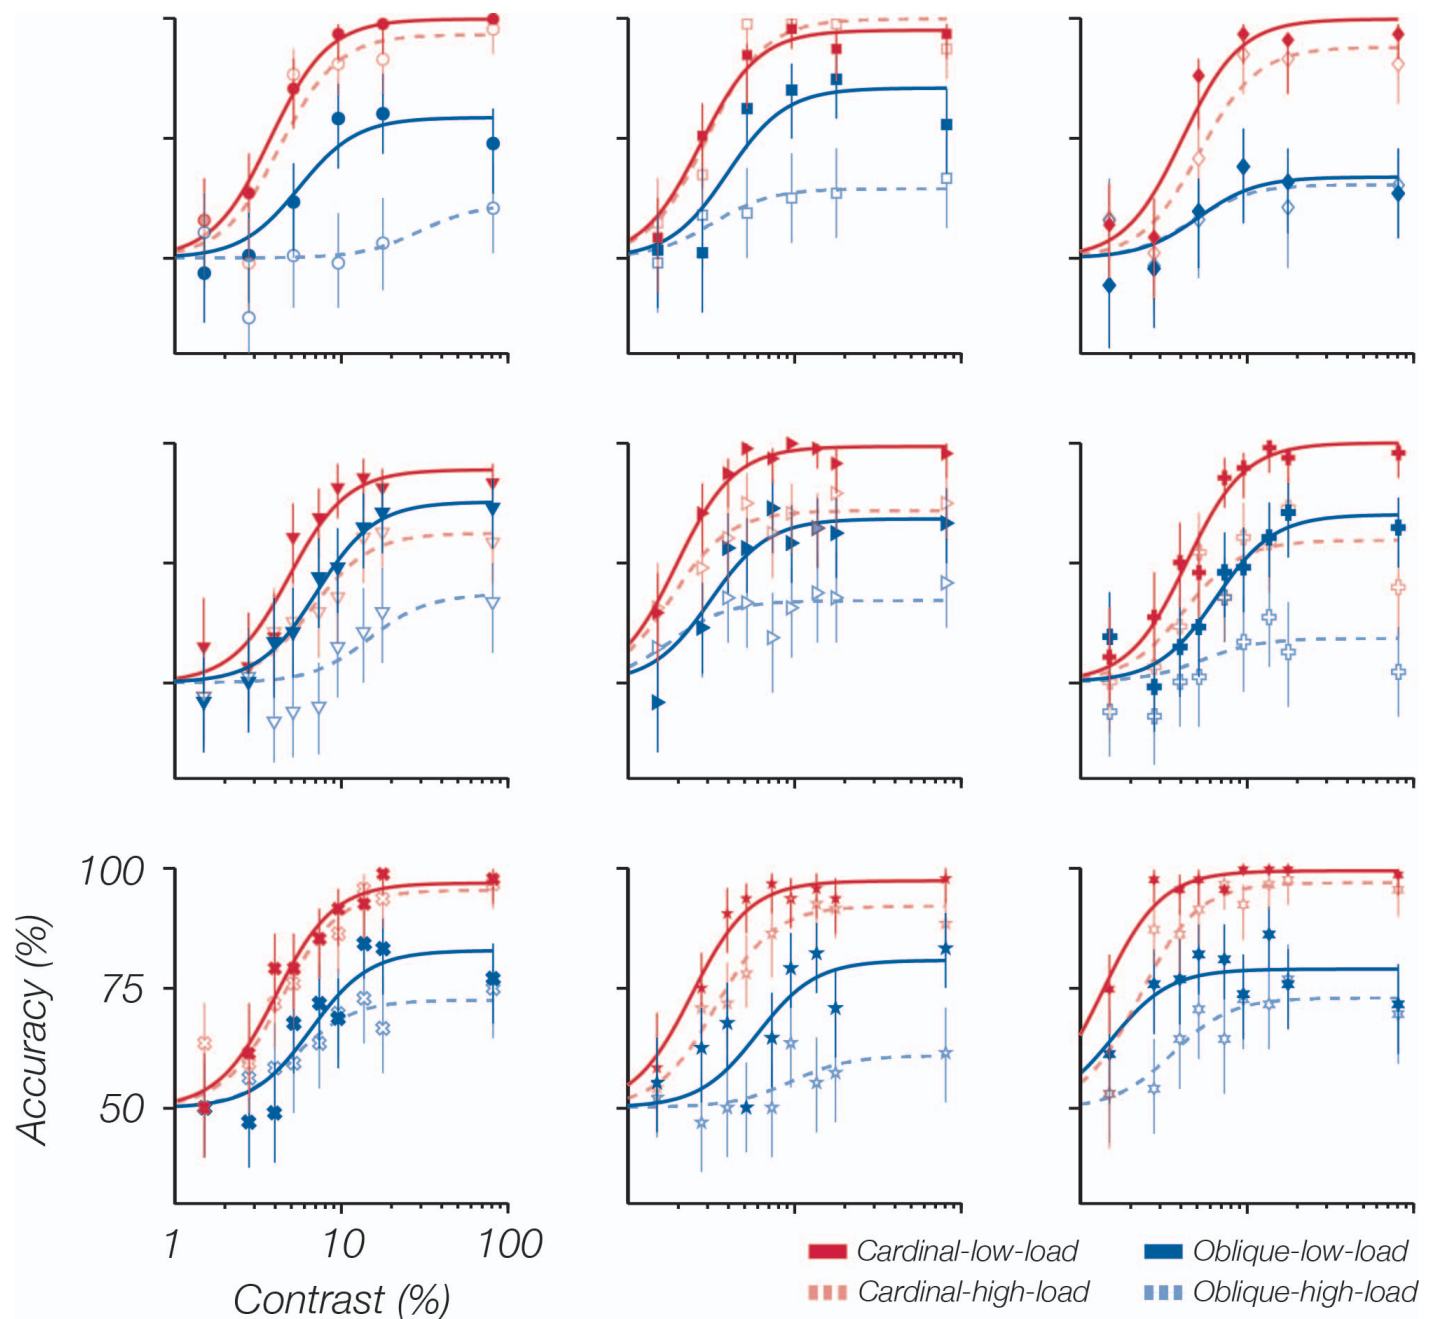 100
75
50
Accuracy (%)
1 10 100
Contrast (%)
Cardinal-low-load
Oblique-low-load
Cardinal-high-load
Oblique-high-load